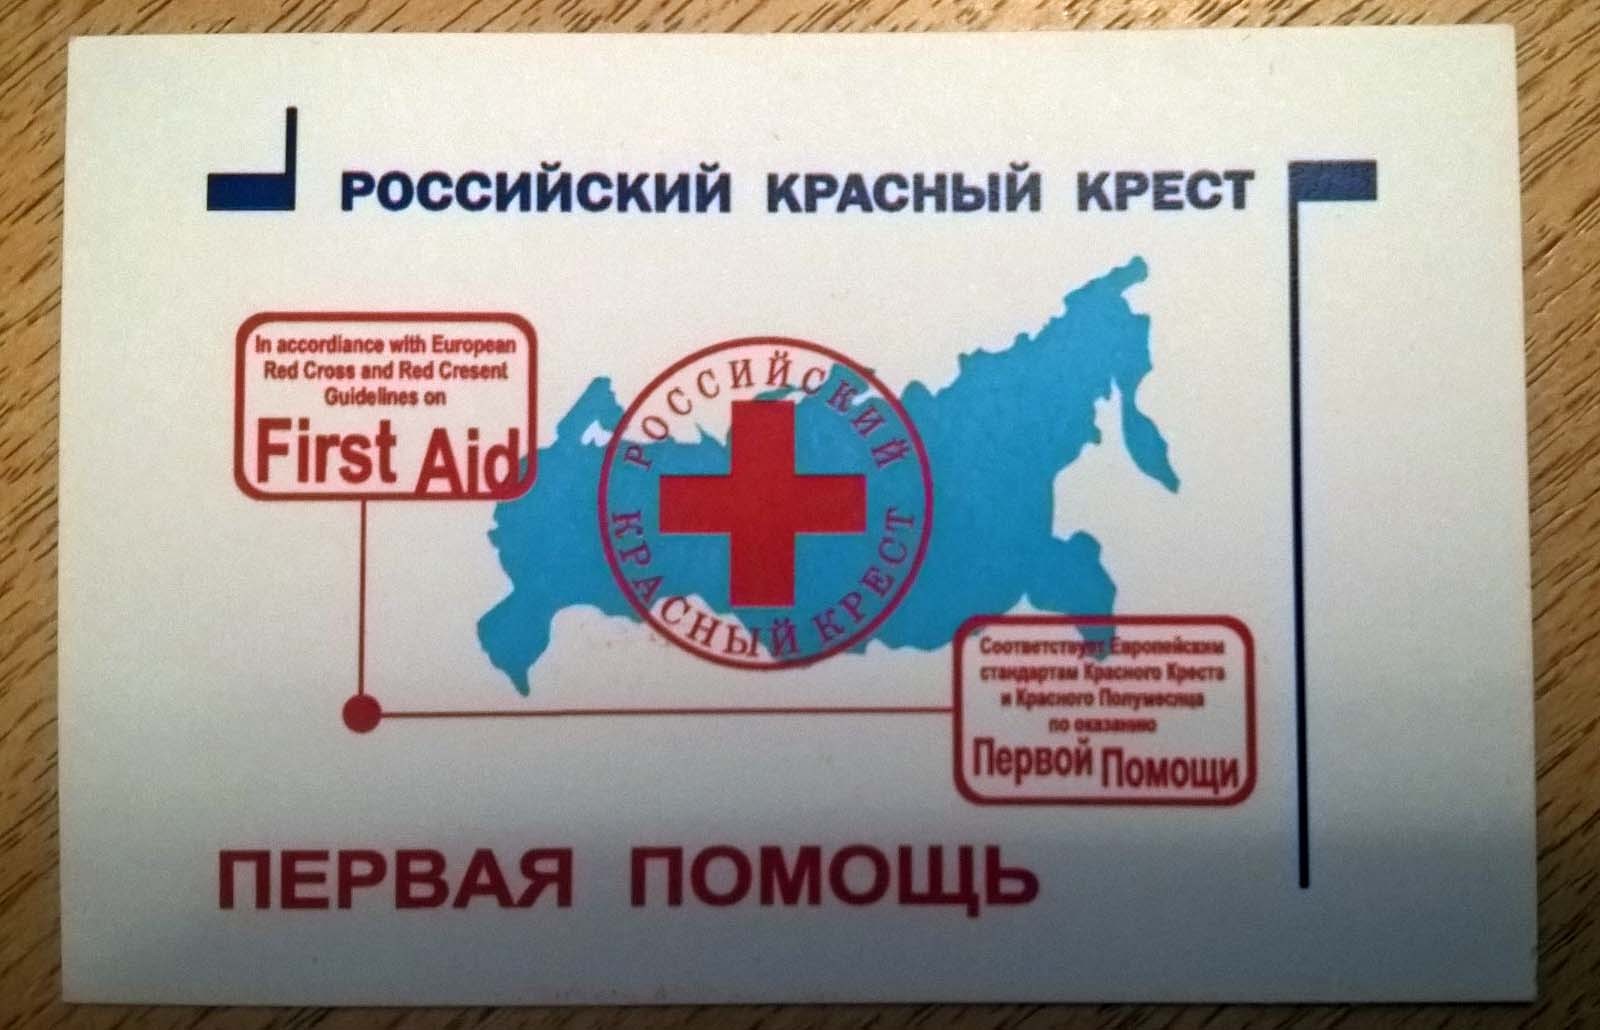 РОССИЙСКИЙ КРАСНЫЙ КРЕСТ
In accordiance with European
Red Cross and Red Cresent
Guidelines on
First Aid
РОССИЙСКИЙ
КРАСНЫЙ КРЕСТ
Соответствует Европейским
стандартам Красного Креста
и Красного Полумесяца
по оказанию
Первой Помощи
ПЕРВАЯ ПОМОЩЬ